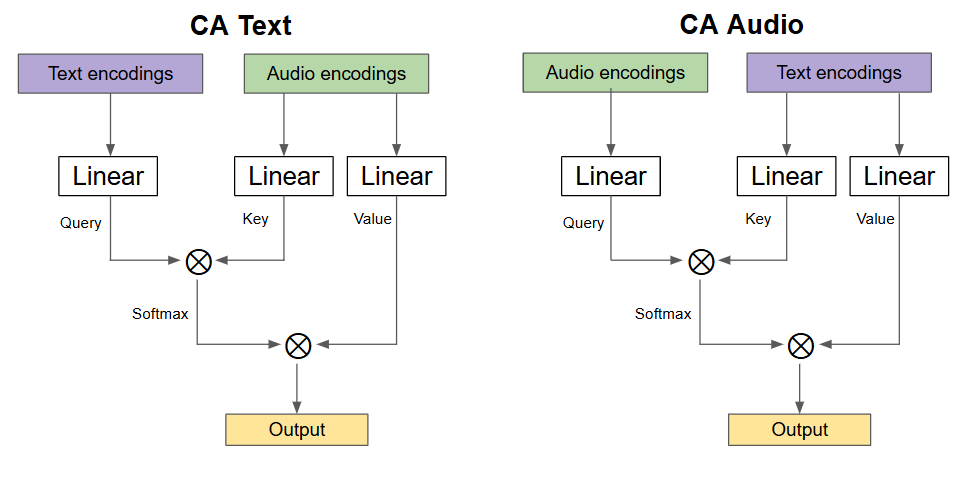 CA Text
Text encodings
Audio encodings
Linear
Linear
Linear
Query
Key
Value
Softmax
Output
CA Audio
Audio encodings
Text encodings
Linear
Linear
Linear
Query
Key
Value
Softmax
Output